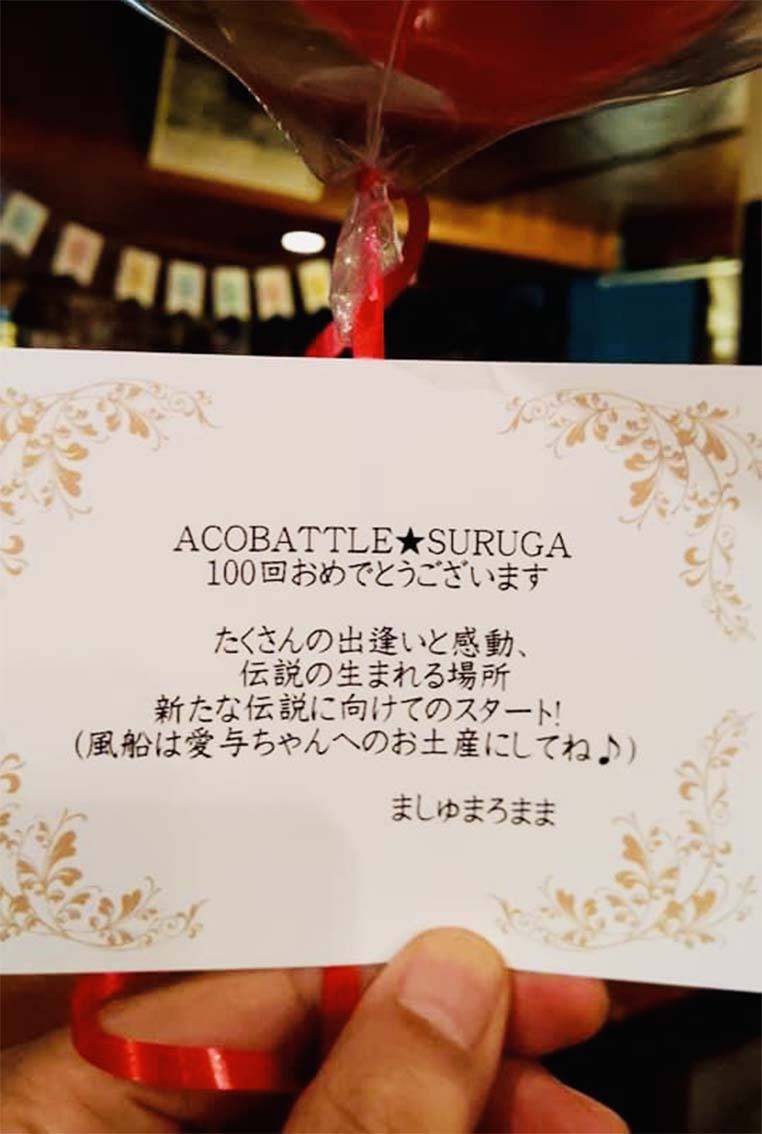 ACOBATTLE★SURUGA
100回おめでとうございます
たくさんの出逢いと感動、
伝説の生まれる場所
新たな伝説に向けてのスタート!
(風船は愛与ちゃんへのお土産にしてね♪)
ましゅまろまま